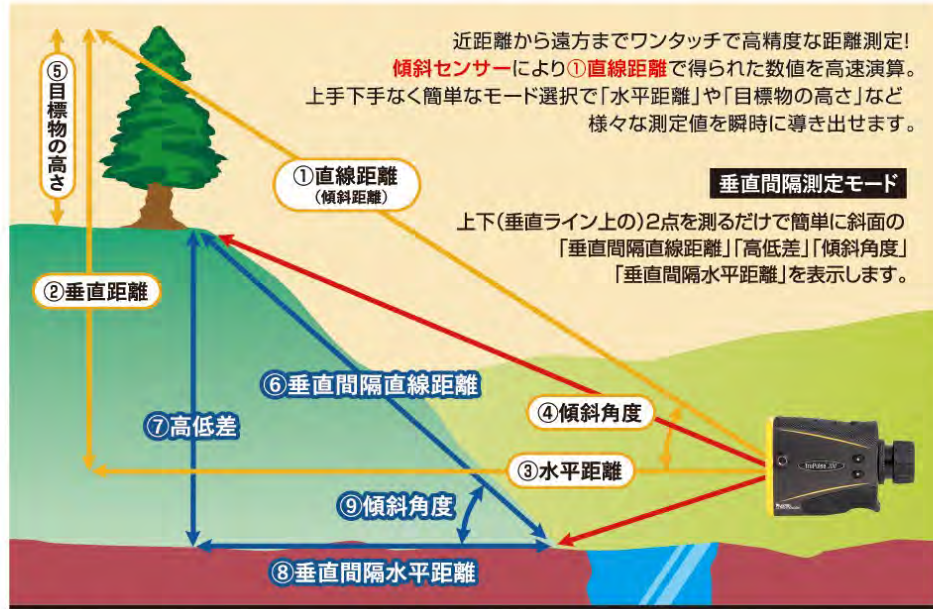 近距離から遠方までワンタッチで高精度な距離測定!
傾斜センサーにより①直線距離で得られた数値を高速演算。
上手下手なく簡単なモード選択で「水平距離」や「目標物の高さ」など
様々な測定値を瞬時に導き出せます。
⑤目標物の高さ
①直線距離
(傾斜距離)
垂直間隔測定モード
上下(垂直ライン上の)2点を測るだけで簡単に斜面の
「垂直間隔直線距離」「高低差」「傾斜角度」
「垂直間隔水平距離」を表示します。
②垂直距離
⑥垂直間隔直線距離
④傾斜角度
⑦高低差
③水平距離
TruPulse
⑨傾斜角度
⑧垂直間隔水平距離